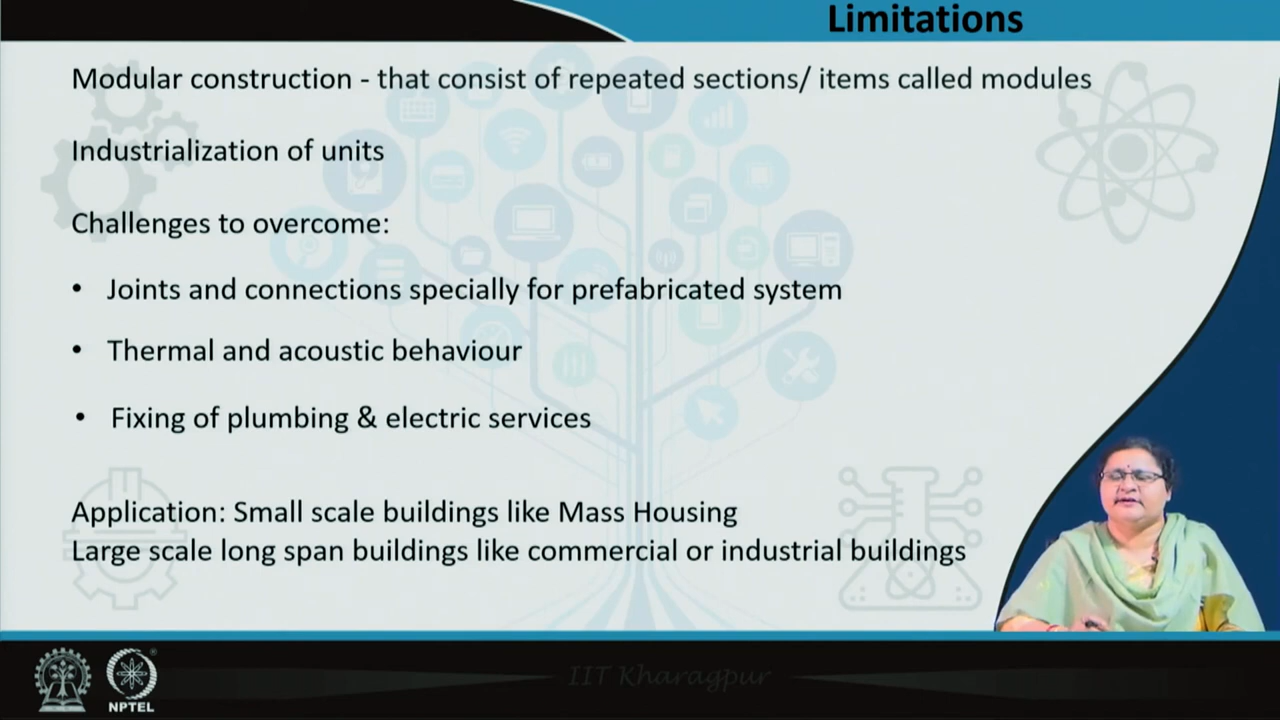 Limitations
Modular construction - that consist of repeated sections/ items called modules
Industrialization of units
Challenges to overcome:
• Joints and connections specially for prefabricated system
• Thermal and acoustic behaviour
• Fixing of plumbing & electric services
Application: Small scale buildings like Mass Housing
Large scale long span buildings like commercial or industrial buildings
IIT Kharagpur
NPTEL